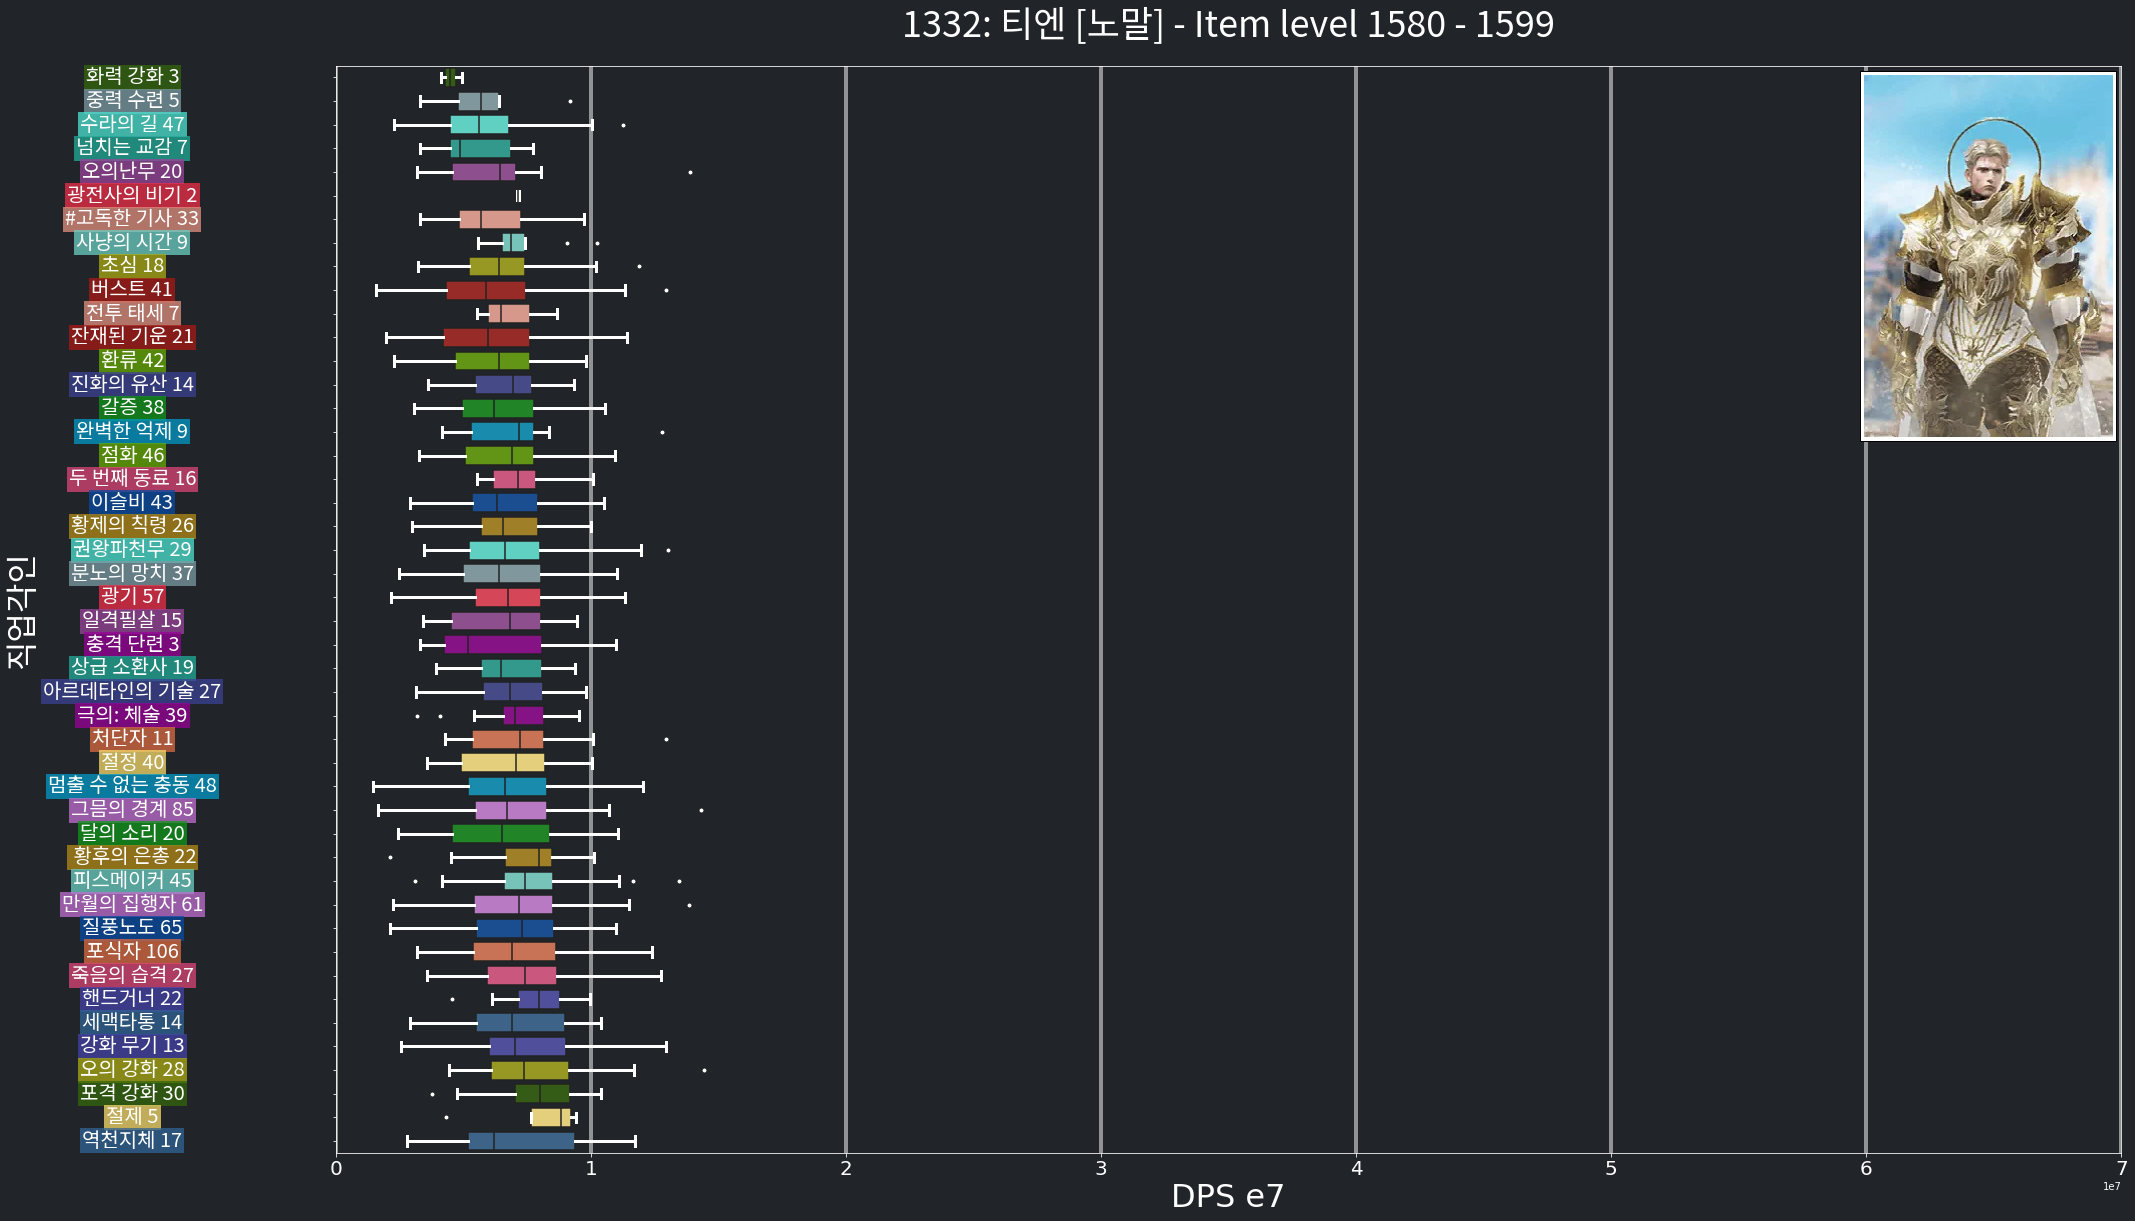 1332: 티엔 [노말] - Item level 1580 - 1599
직업각인
화력 강화 3
중력 수련 5
수라의 길 47
넘치는 교감 7
오의난무 20
광전사의 비기 2
#고독한 기사 33
사냥의 시간 9
초심 18
버스트 41
전투 태세 7
잔재된 기운 21
환류 42
진화의 유산 14
갈증 38
완벽한 억제 9
점화 46
두 번째 동료 16
이슬비 43
황제의 칙령 26
권왕파천무 29
분노의 망치 37
광기 57
일격필살 15
충격 단련 3
상급 소환사 19
아르데타인의 기술 27
극의: 체술 39
처단자 11
절정 40
멈출 수 없는 충동 48
그믐의 경계 85
달의 소리 20
황후의 은총 22
피스메이커 45
만월의 집행자 61
질풍노도 65
포식자 106
죽음의 습격 27
핸드거너 22
세맥타통 14
강화 무기 13
오의 강화 28
포격 강화 30
절제 5
역천지체 17
0 1 2 3 4 5 6 7
1e7
DPS e7